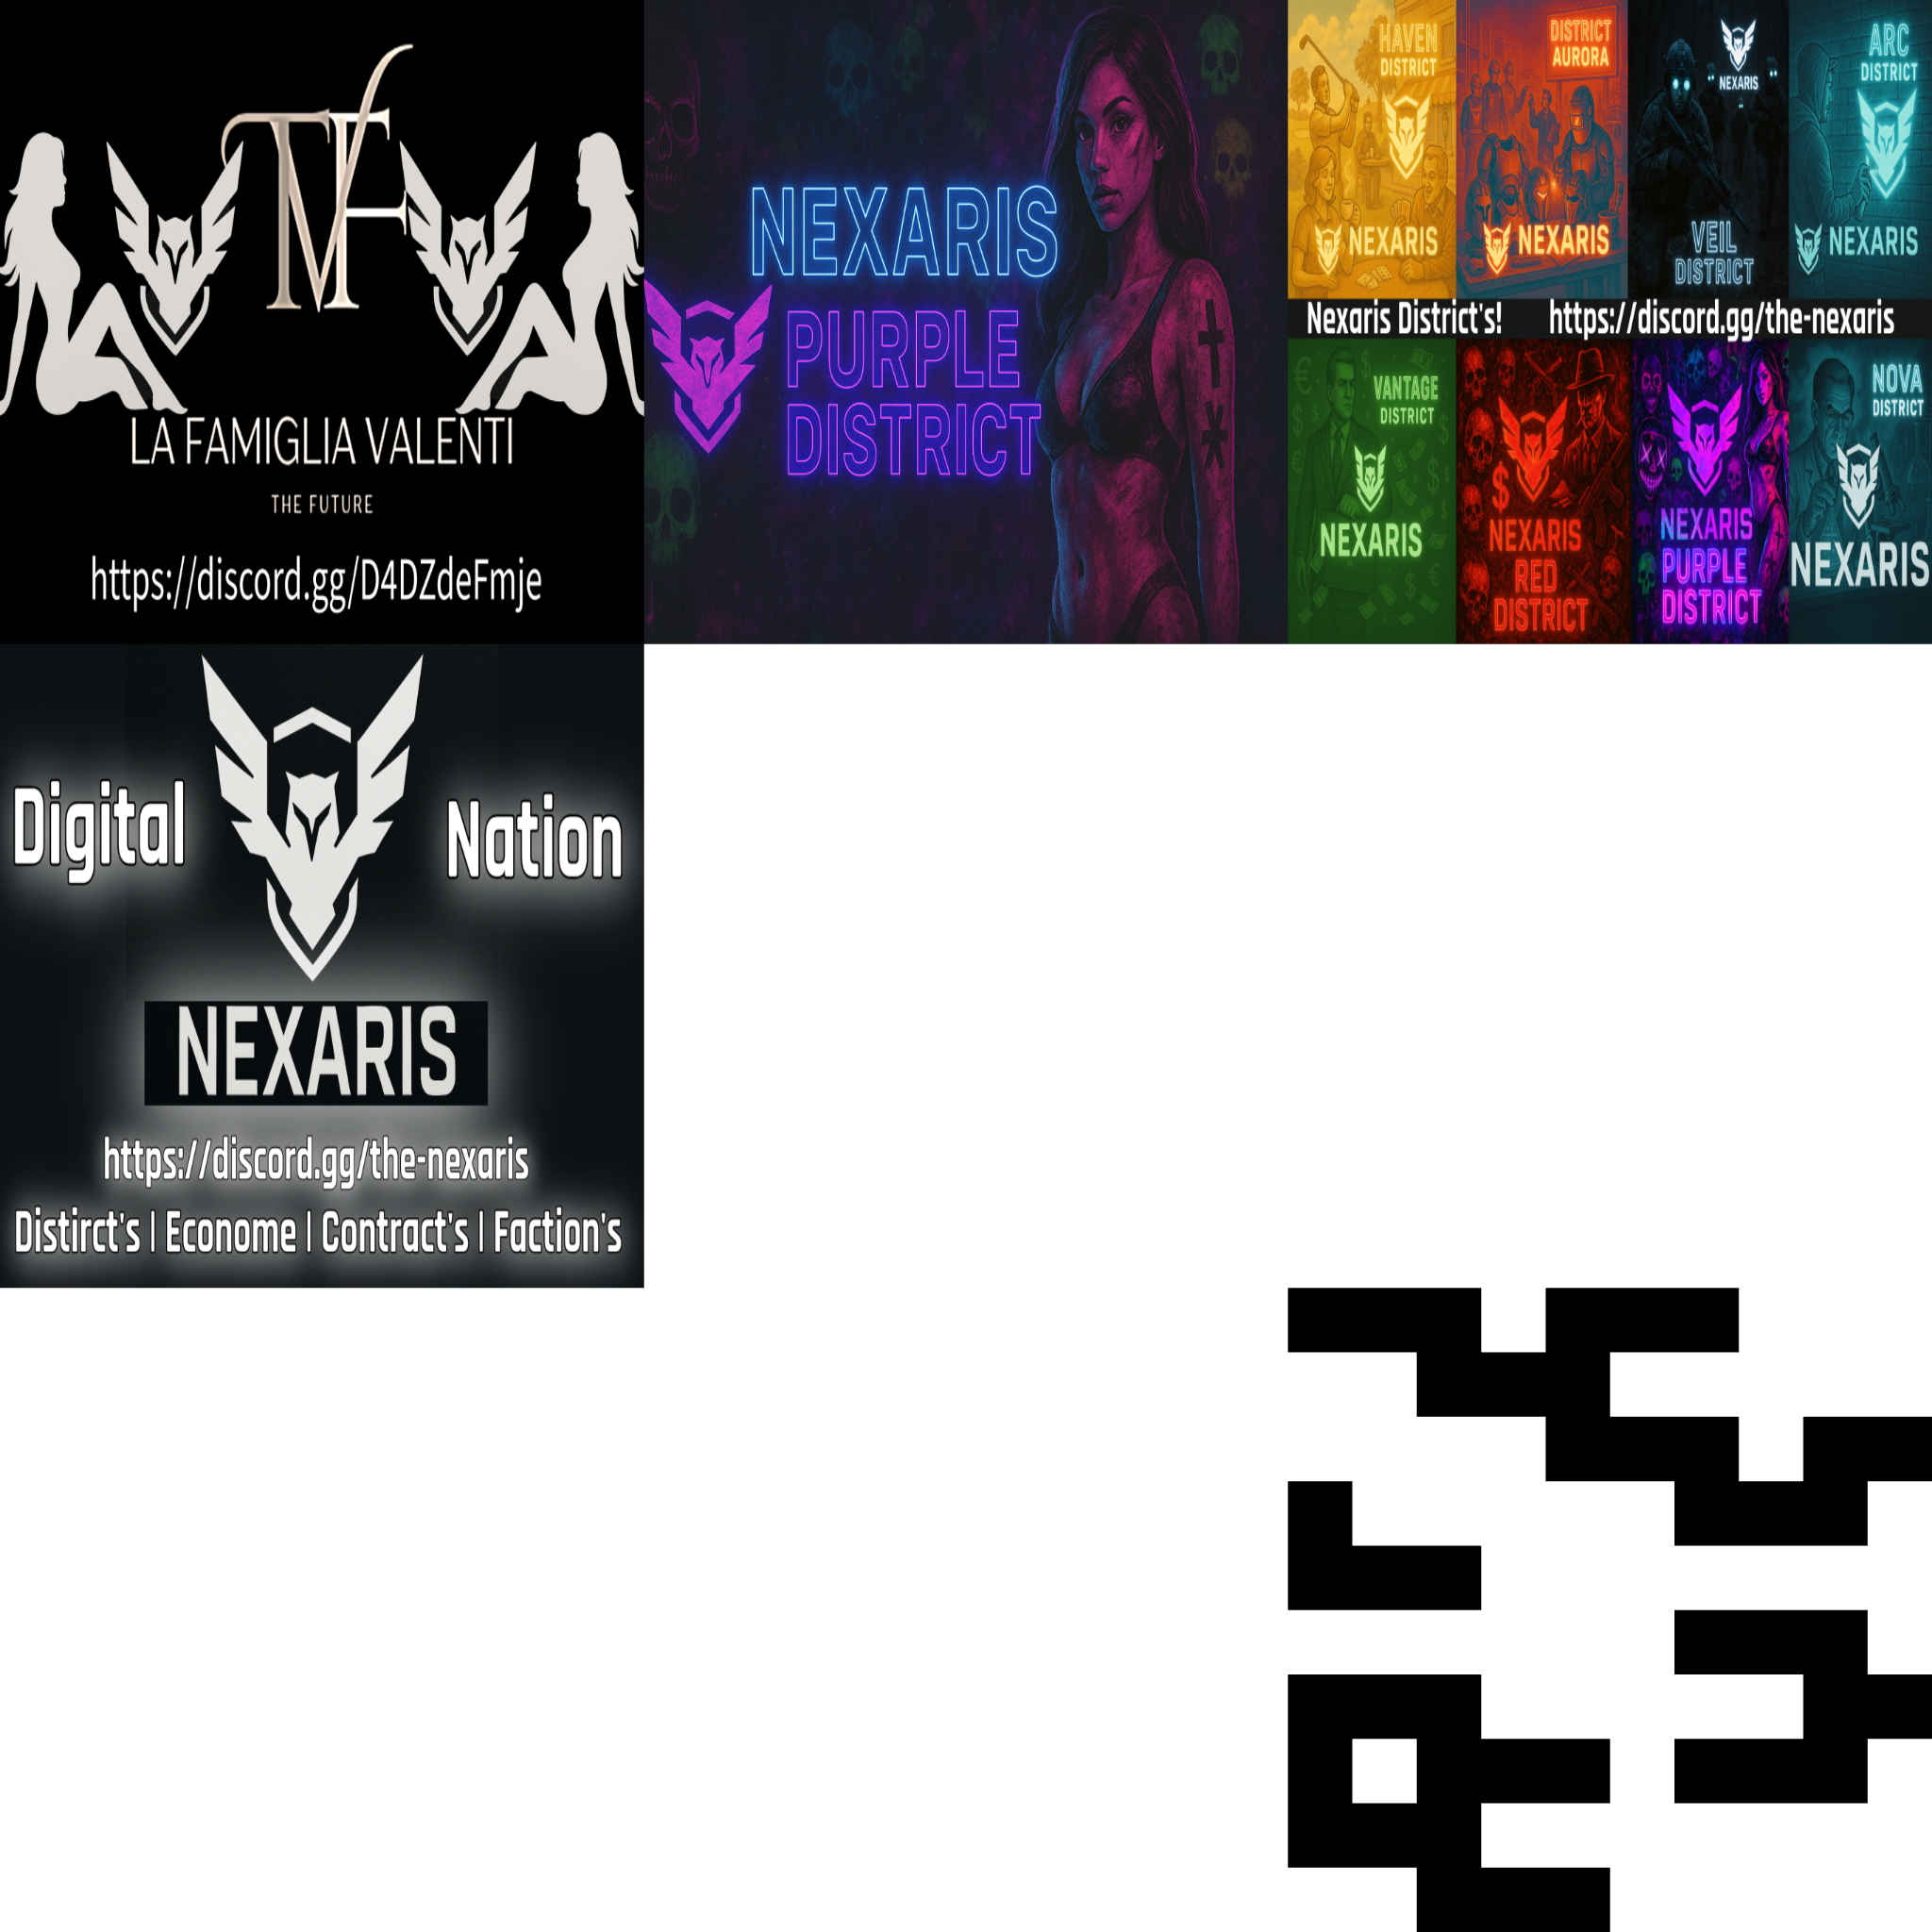 TVF
LA FAMIGLIA VALENTI
THE FUTURE
https://discord.gg/D4DZdeFmje
NEXARIS
PURPLE
DISTRICT
HAVEN
DISTRICT
NEXARIS
DISTRICT
AURORA
NEXARIS
NEXARIS
VEIL
DISTRICT
ARC
DISTRICT
NEXARIS
Nexaris District's! https://discord.gg/the-nexaris
VANTAGE
DISTRICT
NEXARIS
NEXARIS
RED
DISTRICT
NEXARIS
PURPLE
DISTRICT
NOVA
DISTRICT
NEXARIS
Digital Nation
NEXARIS
https://discord.gg/the-nexaris
Distirct's | Econome | Contract's | Faction's